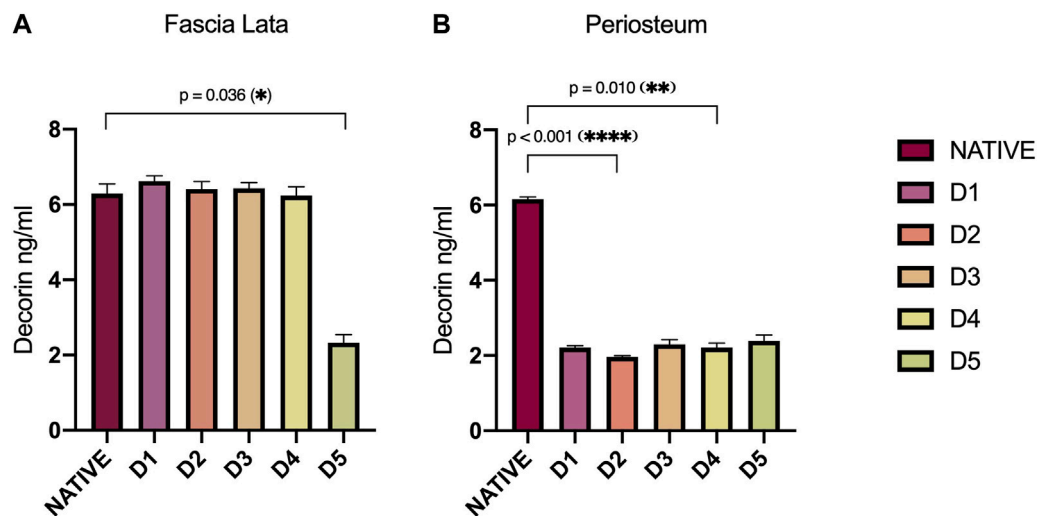 A
Fascia Lata
p = 0.036 (✱)
Decorin ng/ml
8
6
4
2
0
NATIVE
D1
D2
D3
D4
D5
B
Periosteum
p = 0.010 (✱✱)
p < 0.001 (✱✱✱✱)
Decorin ng/ml
8
6
4
2
0
NATIVE
D1
D2
D3
D4
D5
NATIVE
D1
D2
D3
D4
D5